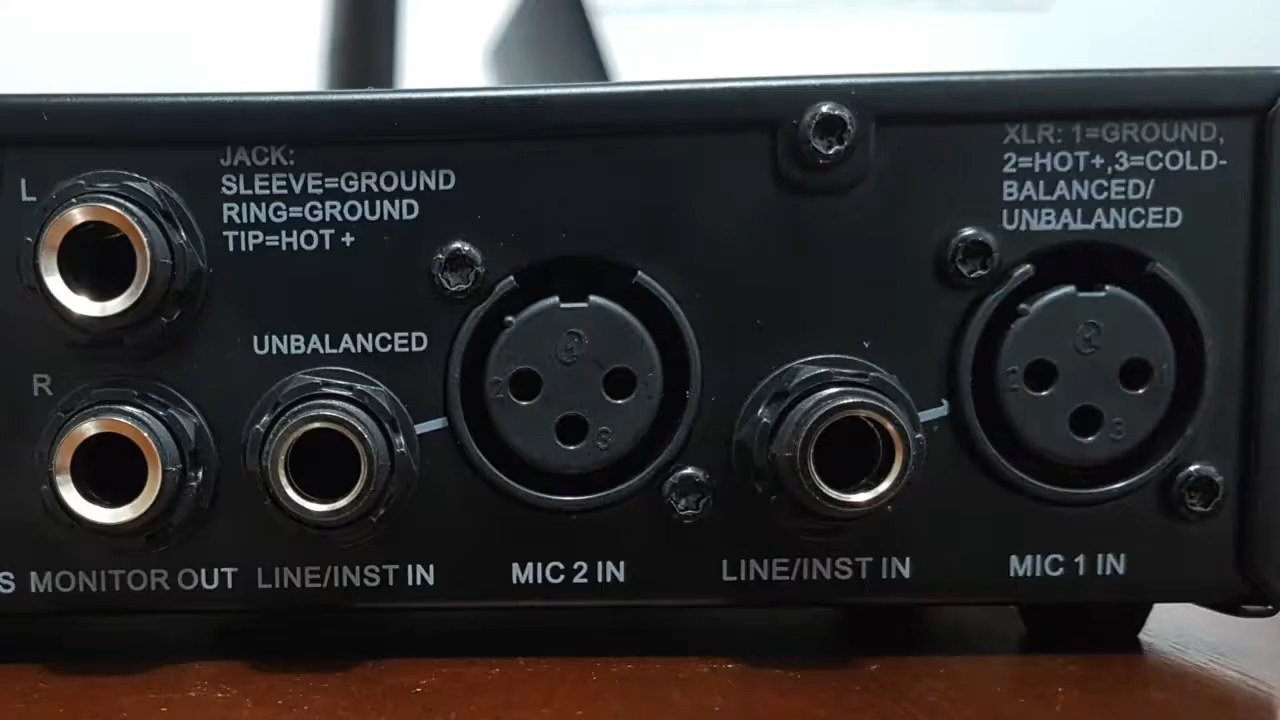 L
JACK:
SLEEVE=GROUND
RING=GROUND
TIP=HOT +
XLR: 1=GROUND,
2=HOT+,3=COLD-
BALANCED/
UNBALANCED
UNBALANCED
R
2
3
3
S MONITOR OUT
LINE/INST IN
MIC 2 IN
LINE/INST IN
MIC 1 IN